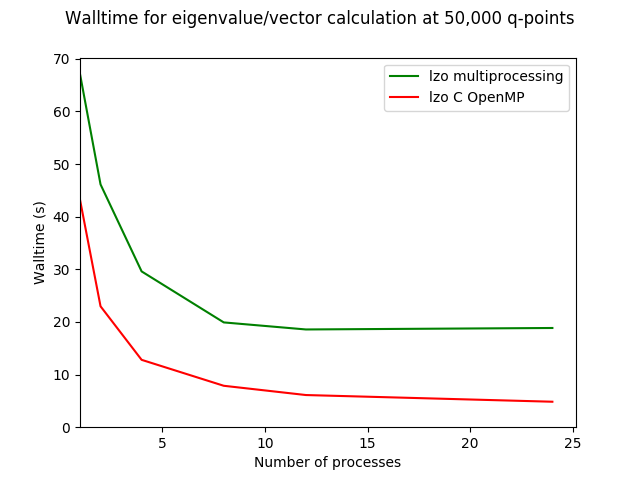 Walltime for eigenvalue/vector calculation at 50,000 q-points
70
60
50
40
30
20
10
0
Walltime (s)
lzo multiprocessing
lzo C OpenMP
5
10
15
20
25
Number of processes